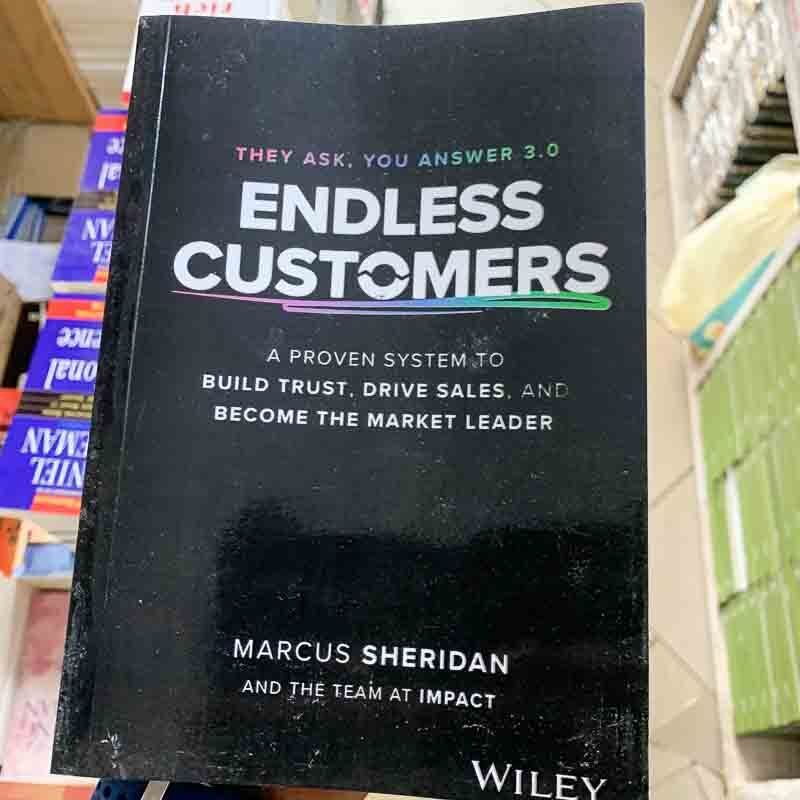 THEY ASK, YOU ANSWER 3.0
ENDLESS
CUSTOMERS
A PROVEN SYSTEM TO
BUILD TRUST, DRIVE SALES, AND
BECOME THE MARKET LEADER
MARCUS SHERIDAN
AND THE TEAM AT IMPACT
WILEY